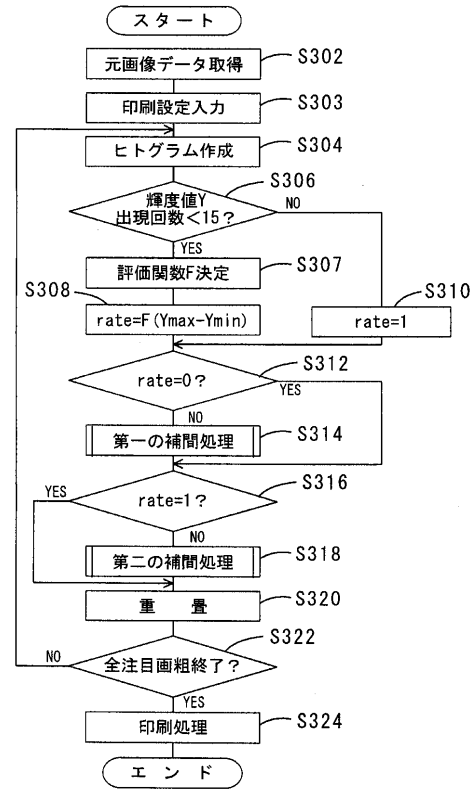 スタート
元画像データ取得
S302
印刷設定入力
S303
ヒトグラム作成
S304
輝度値Y
出現回数<15?
S306
NO
YES
評価関数F決定
S307
S308
rate=F(Ymax-Ymin)
S310
rate=1
rate=0?
S312
YES
NO
第一の補間処理
S314
rate=1?
S316
YES
NO
第二の補間処理
S318
重 畳
S320
全注目画粗終了?
S322
NO
YES
印刷処理
S324
エ ン ド